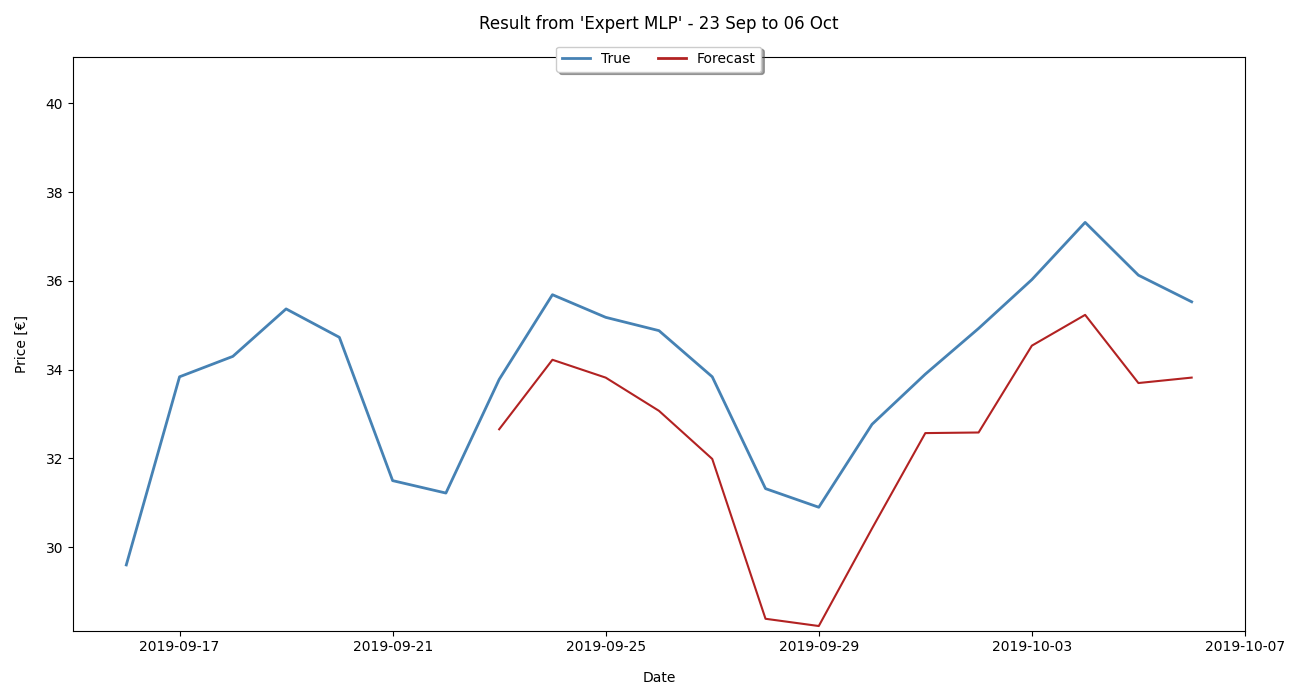 Result from 'Expert MLP' - 23 Sep to 06 Oct
True Forecast
40
38
36
34
32
30
Price [€]
2019-09-17 2019-09-21 2019-09-25 2019-09-29 2019-10-03 2019-10-07
Date